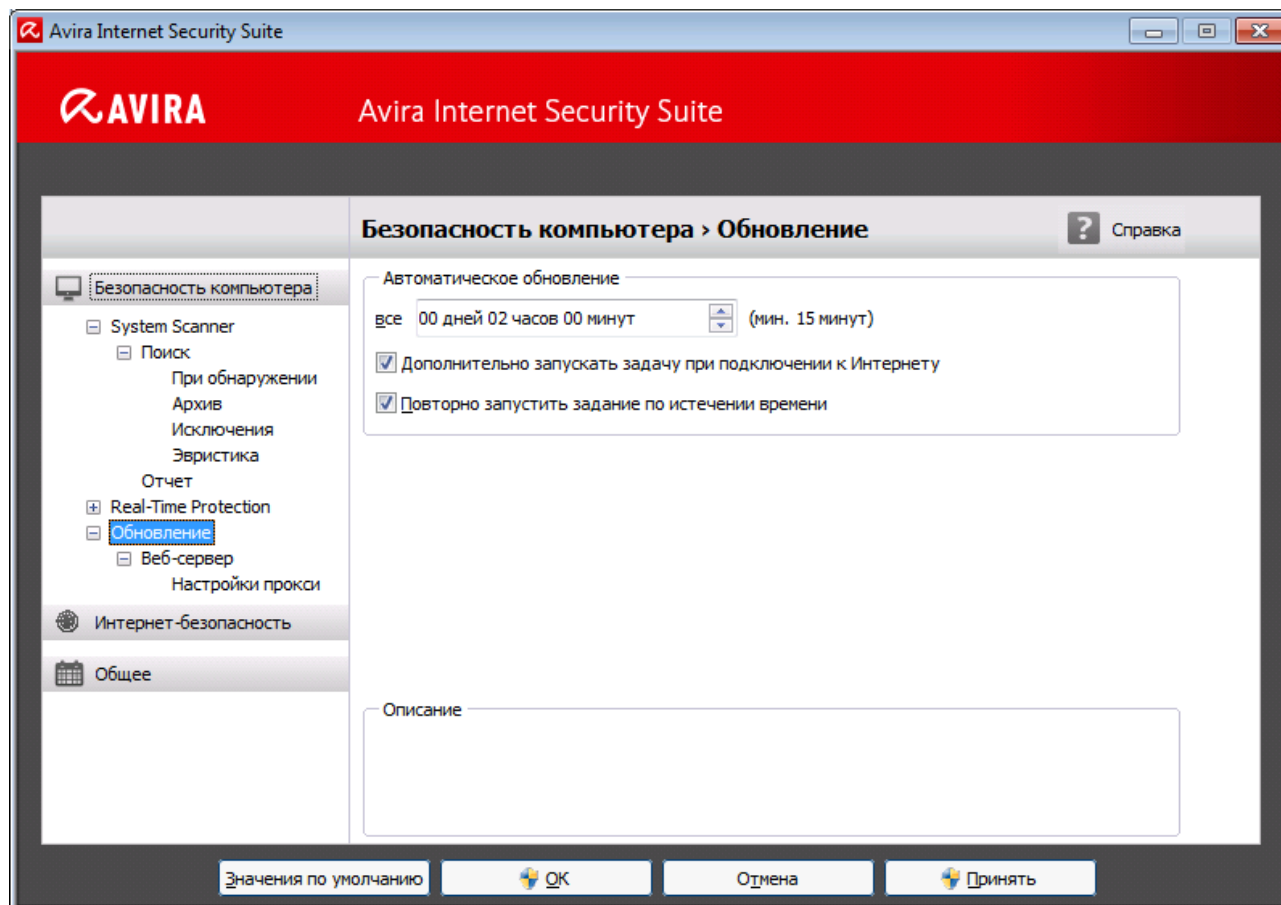 Avira Internet Security Suite
AVIRA
Avira Internet Security Suite
Безопасность компьютера › Обновление
? Справка
Безопасность компьютера
System Scanner
Поиск
При обнаружении
Архив
Исключения
Эвристика
Отчет
Real-Time Protection
Обновление
Веб-сервер
Настройки прокси
Интернет-безопасность
Общее
Автоматическое обновление
все 00 дней 02 часов 00 минут (мин. 15 минут)
Дополнительно запускать задачу при подключении к Интернету
Повторно запустить задание по истечении времени
Описание
Значения по умолчанию
OK
Отмена
Принять